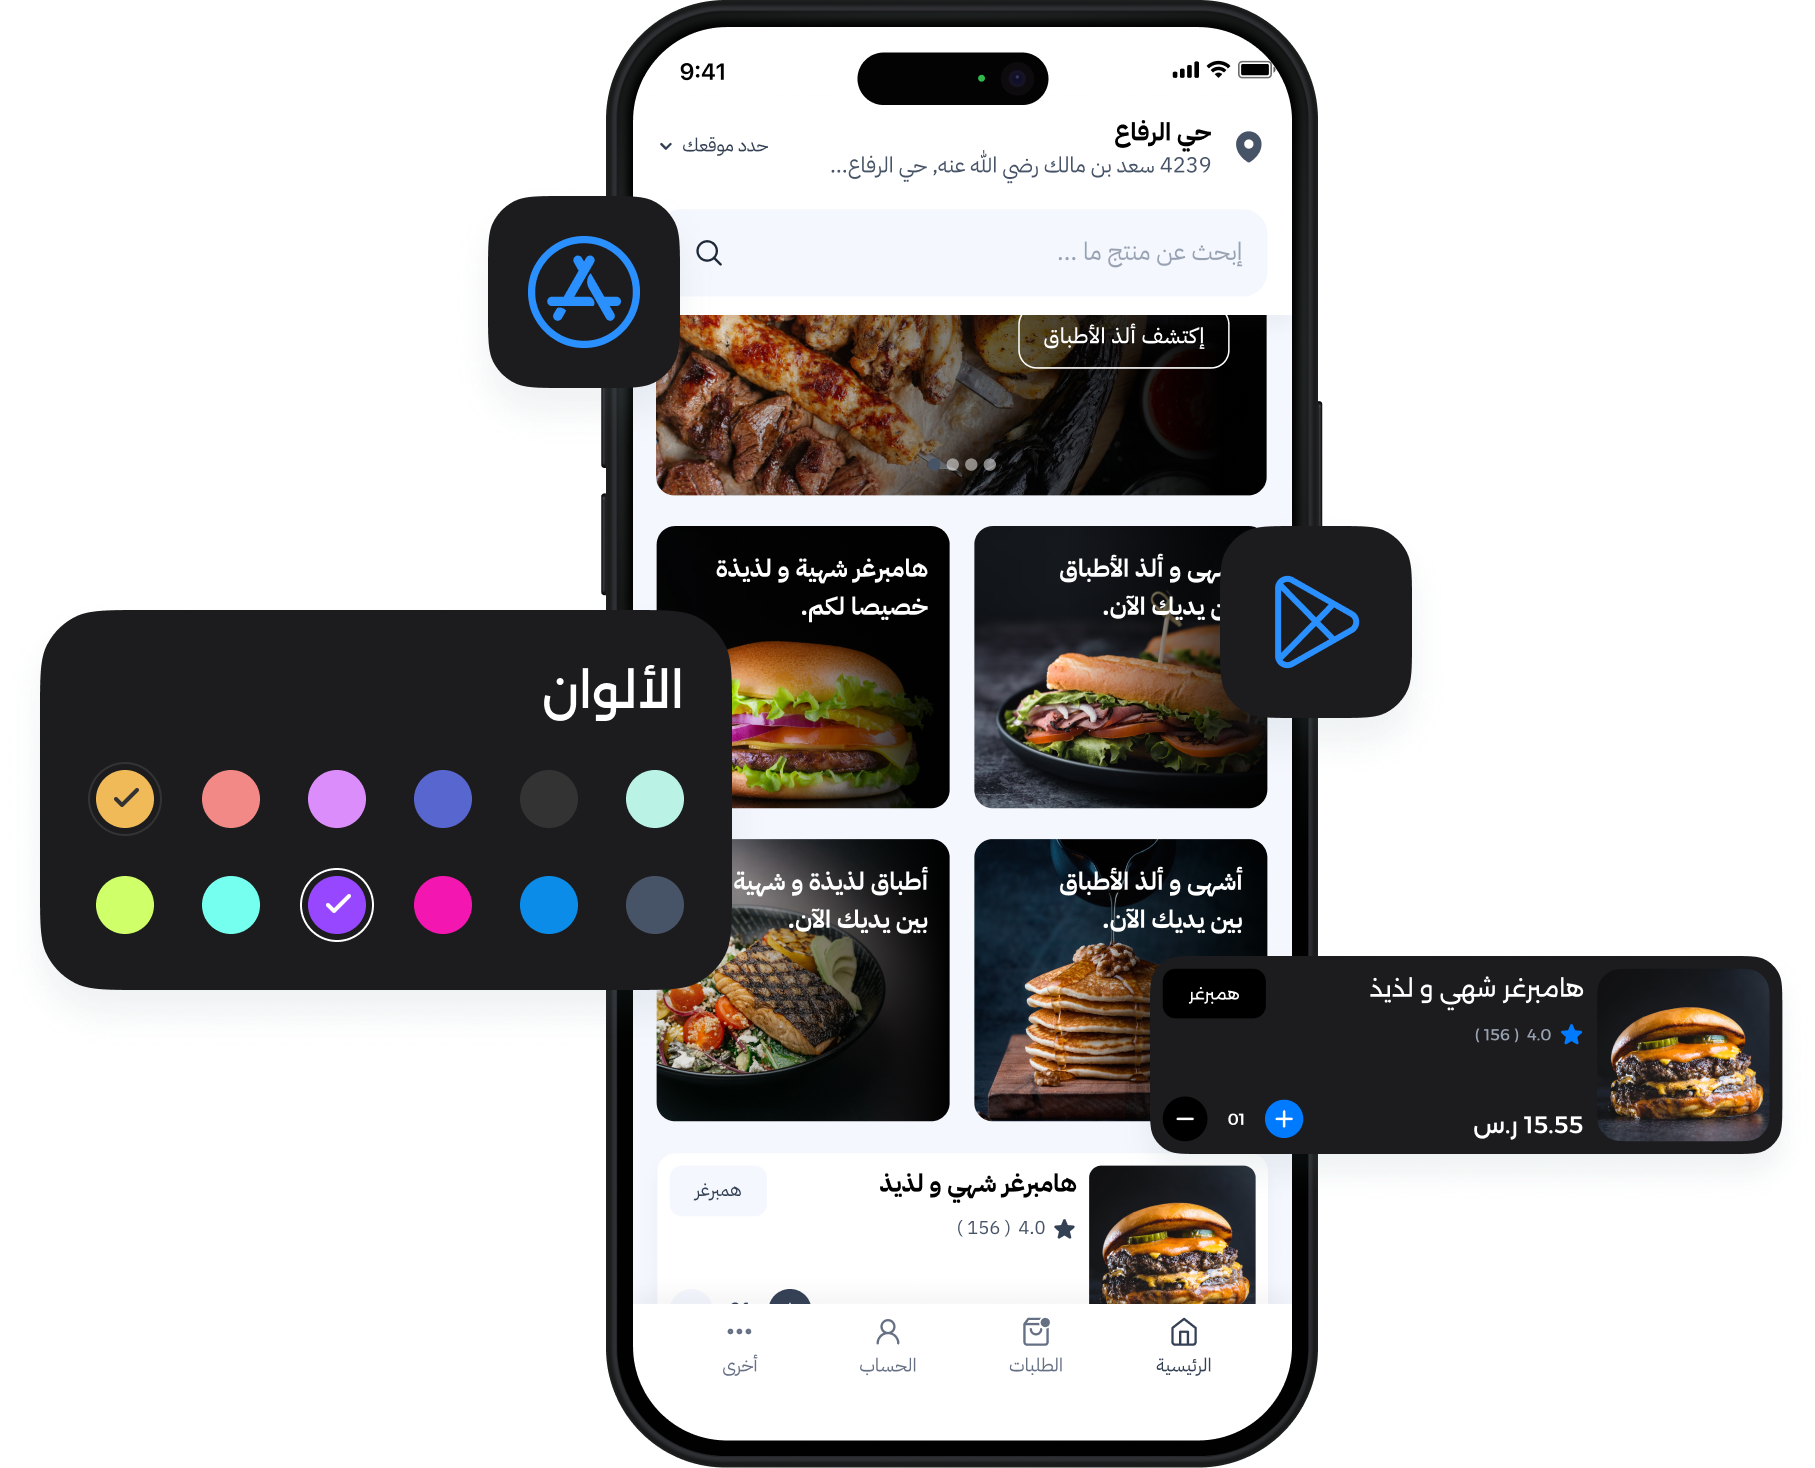 9:41
حي الرفاع
4239 سعد بن مالك رضي الله عنه, حي الرفاع...
حدد موقعك
إبحث عن منتج ما ...
إكتشف ألذ الأطباق
و ألذ الأطباق
يديك الآن.
هامبرغر شهية و لذيذة
خصيصا لكم.
الألوان
أشهى و ألذ الأطباق
بين يديك الآن.
أطباق لذيذة و شهية
بين يديك الآن.
هامبرغر شهي و لذيذ
همبرغر
4.0 ( 156 )
15.55 ر.س
01
هامبرغر شهي و لذيذ
همبرغر
4.0 ( 156 )
الرئيسية
الطلبات
الحساب
أخرى